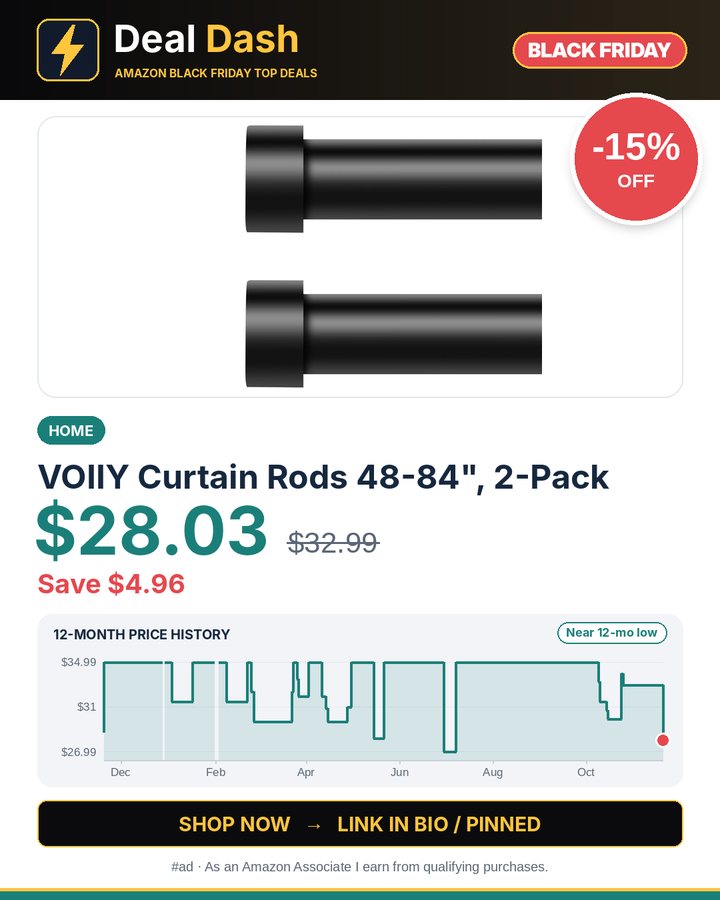 Deal Dash
AMAZON BLACK FRIDAY TOP DEALS
BLACK FRIDAY
-15%
OFF
HOME
VOIIY Curtain Rods 48-84", 2-Pack
$28.03 $32.99
Save $4.96
12-MONTH PRICE HISTORY
Near 12-mo low
$34.99
$31
$26.99
Dec Feb Apr Jun Aug Oct
SHOP NOW → LINK IN BIO / PINNED
#ad · As an Amazon Associate I earn from qualifying purchases.